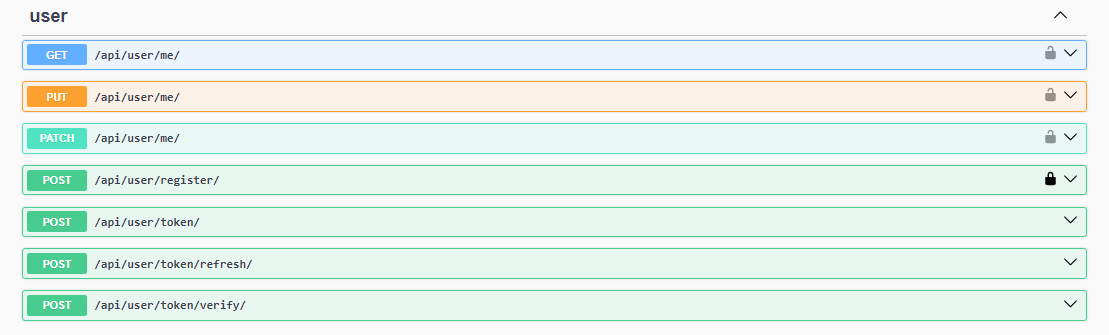 user
GET /api/user/me/
PUT /api/user/me/
PATCH /api/user/me/
POST /api/user/register/
POST /api/user/token/
POST /api/user/token/refresh/
POST /api/user/token/verify/